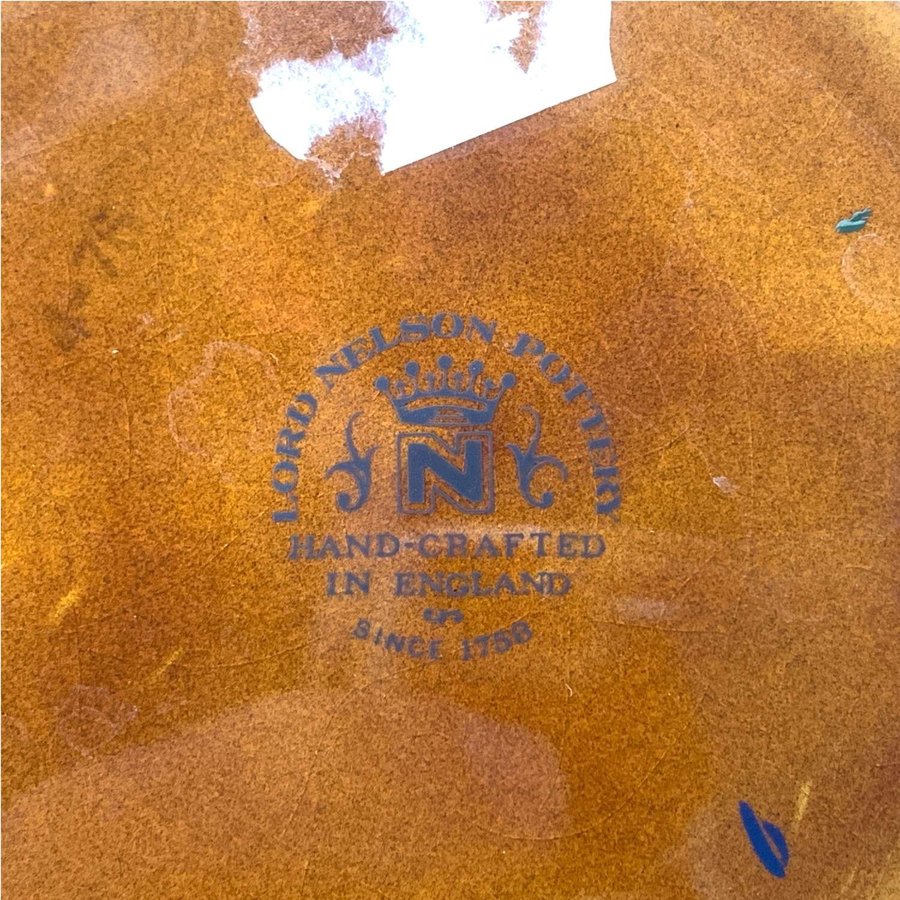 LORD NELSON POTTERY
N
HAND-CRAFTED
IN ENGLAND
SINCE 1758